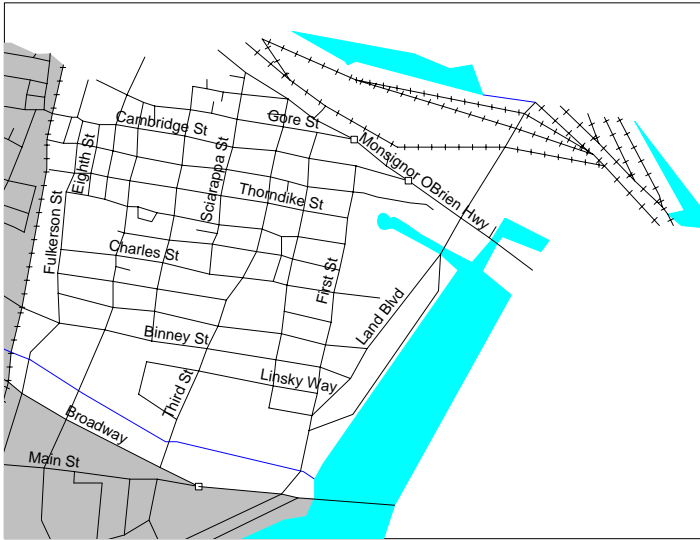 Gore St
Cambridge St
Monsignor OBrien Hwy
Eighth St
Sciarappa St
Thorndike St
Fulkerson St
Charles St
First St
Land Blvd
Binney St
Linsky Way
Third St
Broadway
Main St